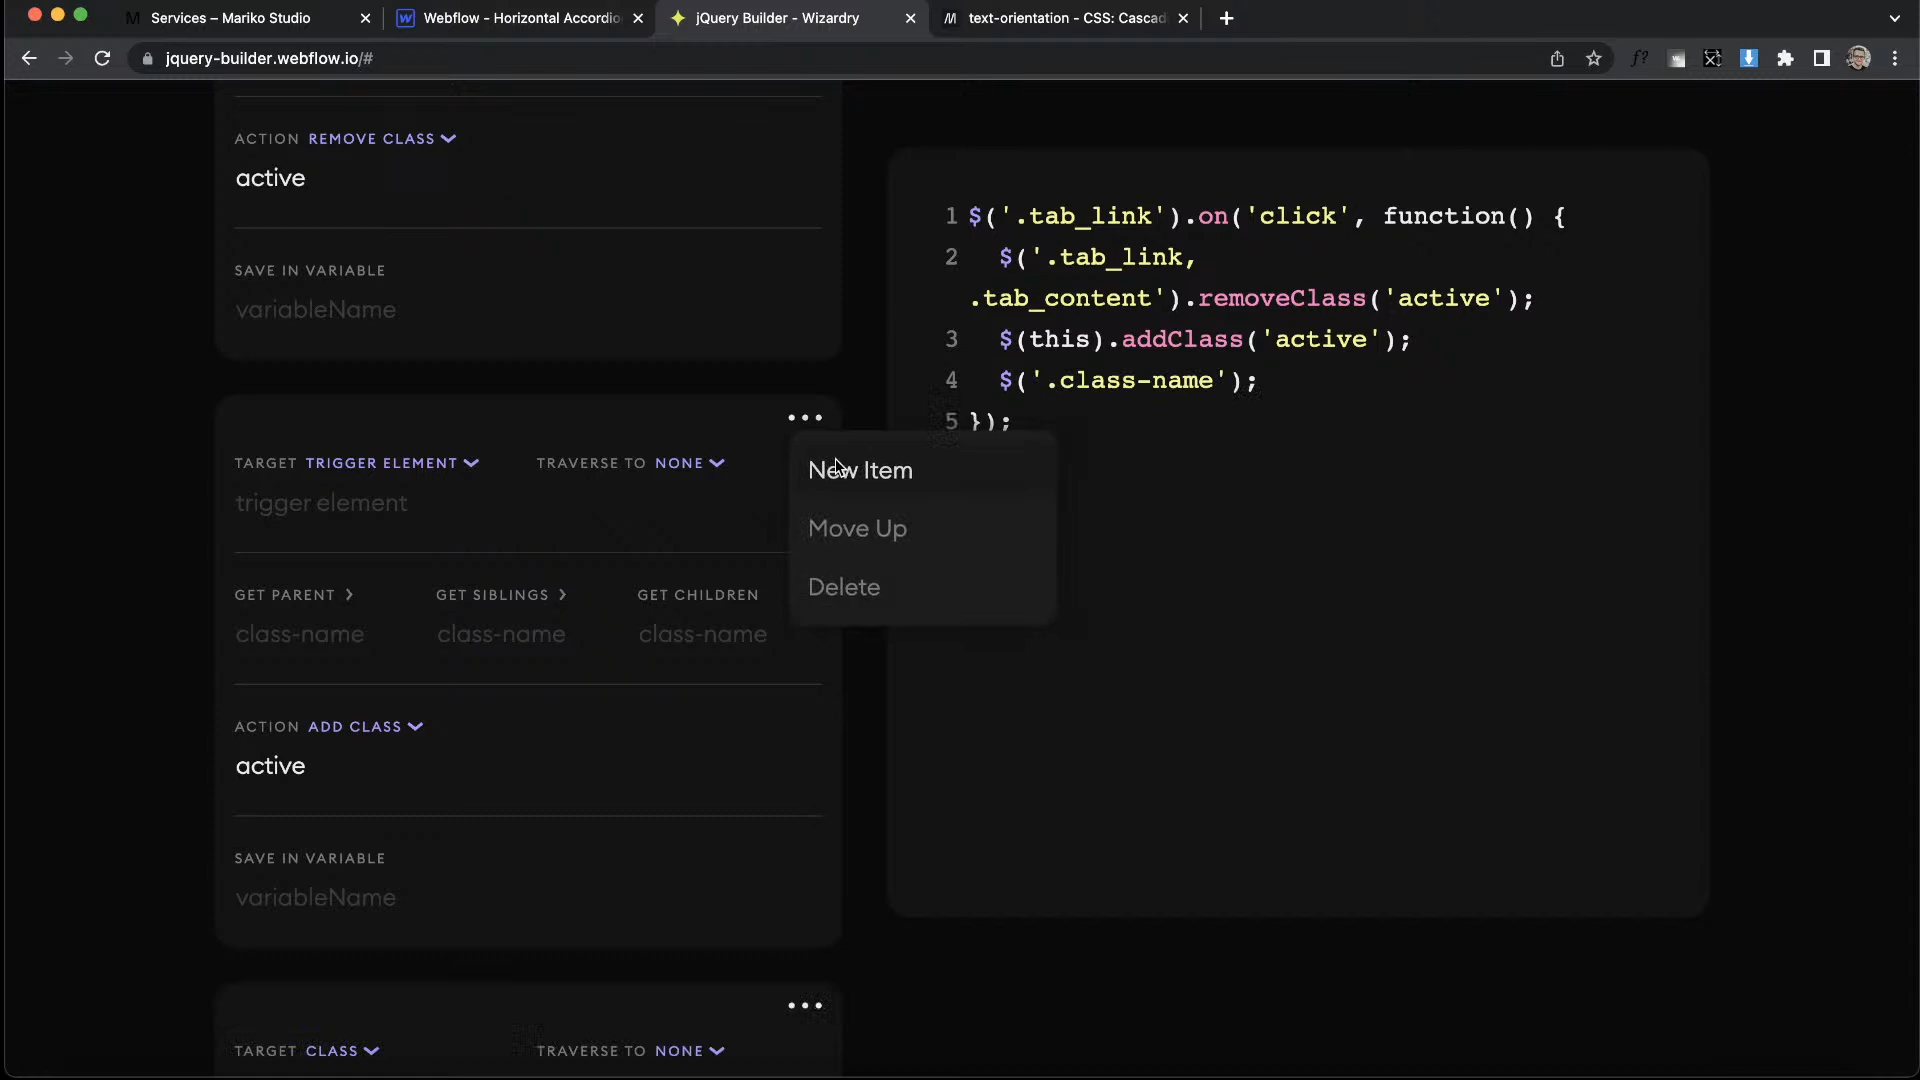 Services – Mariko Studio
Webflow - Horizontal Accordio
jQuery Builder - Wizardry
text-orientation - CSS: Cascad
jquery-builder.webflow.io/#
ACTION REMOVE CLASS
active
SAVE IN VARIABLE
variableName
TARGET TRIGGER ELEMENT
TRAVERSE TO NONE
trigger element
GET PARENT
GET SIBLINGS
GET CHILDREN
class-name
class-name
class-name
ACTION ADD CLASS
active
SAVE IN VARIABLE
variableName
TARGET CLASS
TRAVERSE TO NONE
New Item
Move Up
Delete
1 $('.tab_link').on('click', function() {
2 $('.tab_link,
.tab_content').removeClass('active');
3 $(this).addClass('active');
4 $('.class-name');
5 });